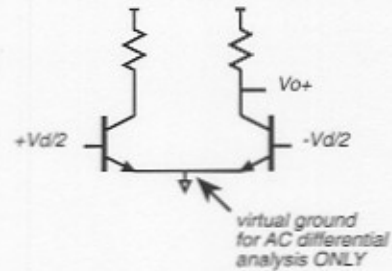 Vo+
+Vd/2
-Vd/2
virtual ground
for AC differential
analysis ONLY